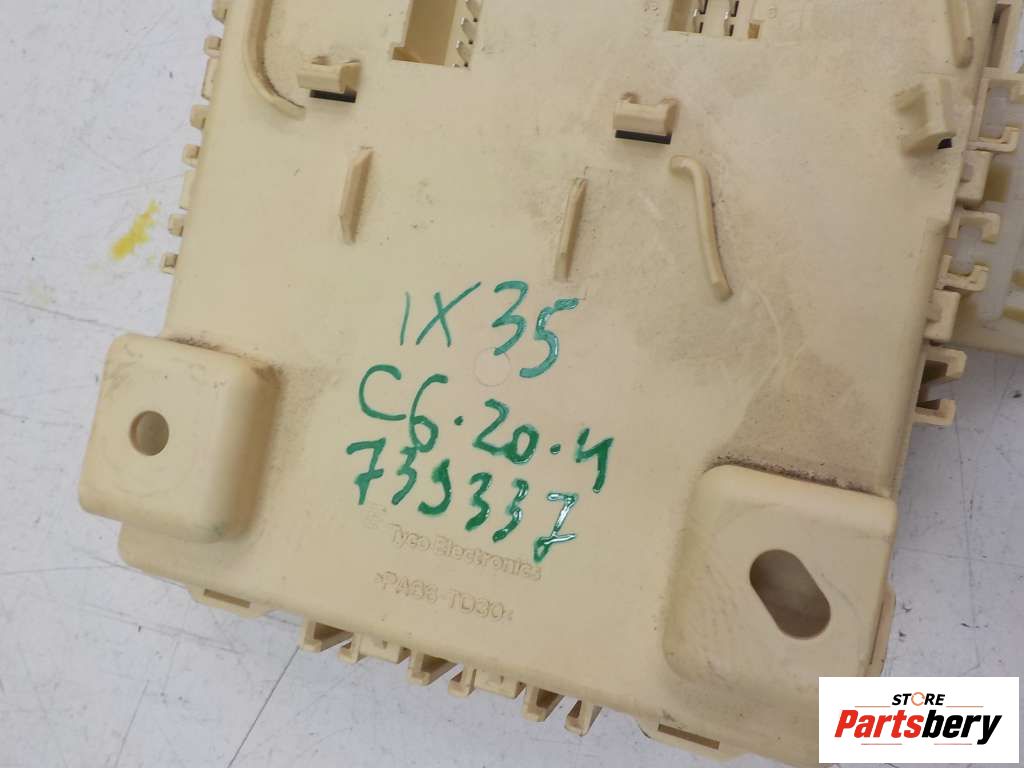 IX35
C6.20.4
739337
Tyco Electronics
>PA66-TD30<
STORE
Partsbery